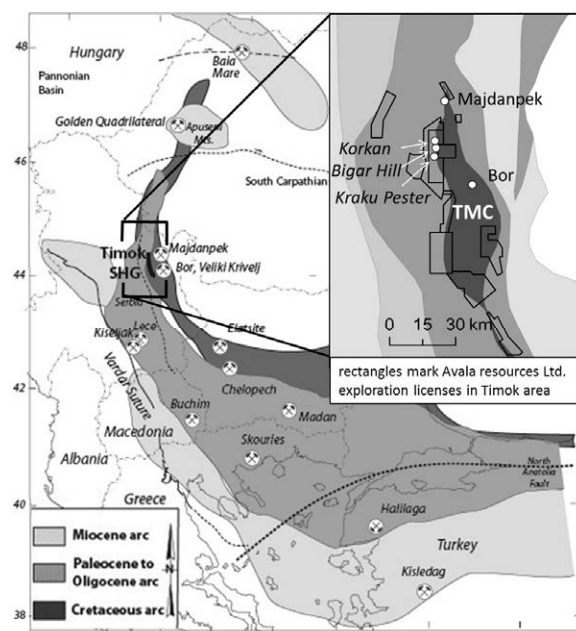 48
Hungary
Pannonian
Basin
Baia
Mare
Golden Quadrilateral
Apuseni
Mts.
46
South Carpathian
Timok
SHG
Majdanpek
Bor, Veliki Krivelj
44
Serbia
Lece
Kiseljak
Elatsite
Vardar Suture
42
Chelopech
Buchim
Madan
Macedonia
Skouries
Albania
North
Anatolia
Fault
40
Greece
Halilaga
Turkey
Kisledag
38
Miocene arc
Paleocene to
Oligocene arc
Cretaceous arc
N
Majdanpek
Korkan
Bigar Hill
Kraku Pester
Bor
TMC
0 15 30 km
rectangles mark Avala resources Ltd.
exploration licenses in Timok area